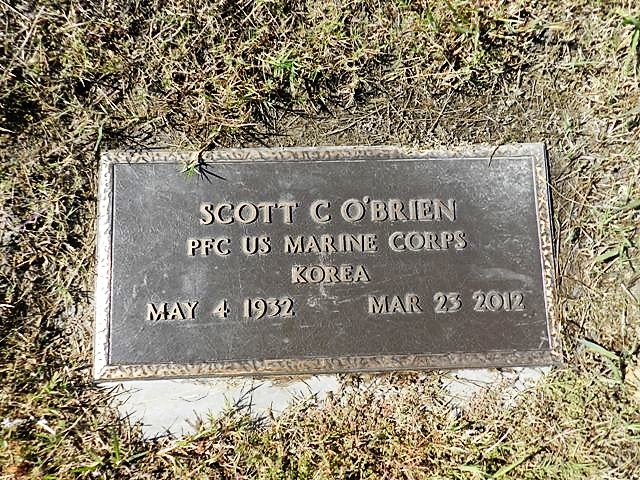 SCOTT C O'BRIEN
PFC US MARINE CORPS
KOREA
MAY 4 1932 MAR 23 2012